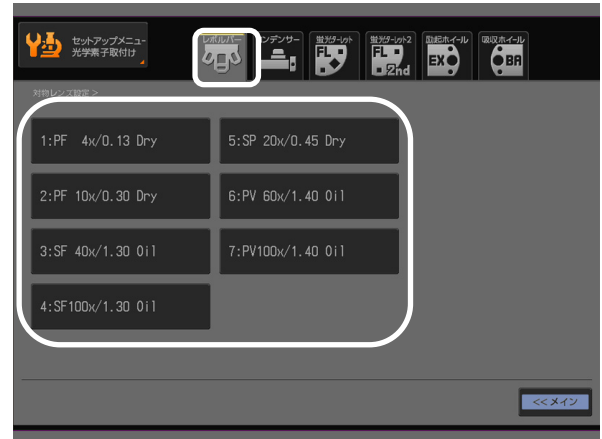 セットアップメニュー
光学素子取付け
レボルバー
コンデンサー
蛍光ターレット
FL
蛍光ターレット2
FL
2nd
励起ホイール
EX
吸収ホイール
BA
対物レンズ設定 >
1:PF 4x/0.13 Dry
5:SP 20x/0.45 Dry
2:PF 10x/0.30 Dry
6:PV 60x/1.40 Oil
3:SF 40x/1.30 Oil
7:PV100x/1.40 Oil
4:SF100x/1.30 Oil
<<メイン